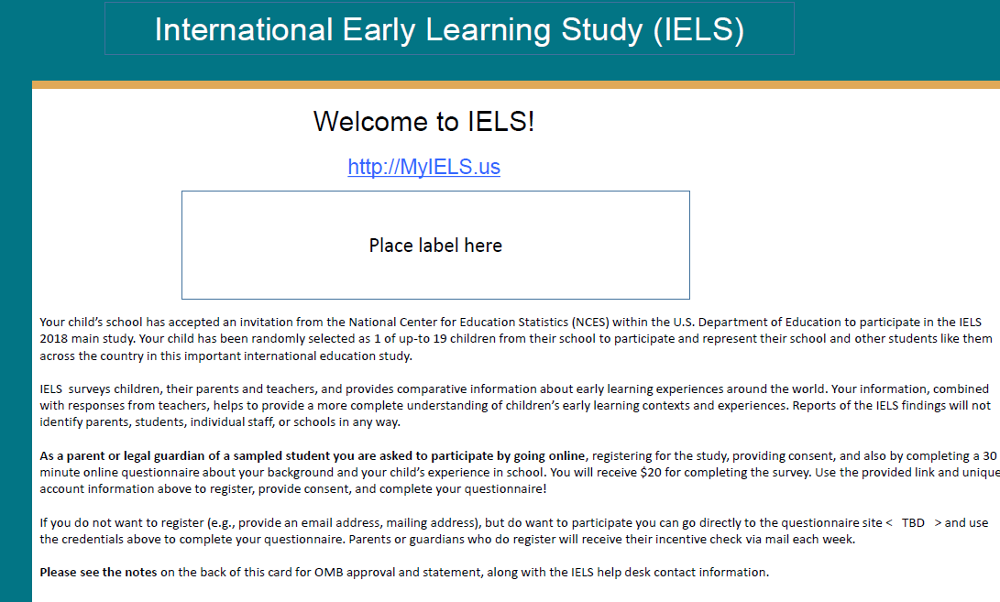 International Early Learning Study (IELS)
Welcome to IELS!
http://MyIELS.us
Place label here
Your child’s school has accepted an invitation from the National Center for Education Statistics (NCES) within the U.S. Department of Education to participate in the IELS
2018 main study. Your child has been randomly selected as 1 of up-to 19 children from their school to participate and represent their school and other students like them
across the country in this important international education study.
IELS  surveys children, their parents and teachers, and provides comparative information about early learning experiences around the world. Your information, combined
with responses from teachers, helps to provide a more complete understanding of children’s early learning contexts and experiences. Reports of the IELS findings will not
identify parents, students, individual staff, or schools in any way.
As a parent or legal guardian of a sampled student you are asked to participate by going online, registering for the study, providing consent, and also by completing a 30
minute online questionnaire about your background and your child’s experience in school. You will receive $20 for completing the survey. Use the provided link and unique
account information above to register, provide consent, and complete your questionnaire!
If you do not want to register (e.g., provide an email address, mailing address), but do want to participate you can go directly to the questionnaire site <   TBD   > and use
the credentials above to complete your questionnaire. Parents or guardians who do register will receive their incentive check via mail each week.
Please see the notes on the back of this card for OMB approval and statement, along with the IELS help desk contact information.